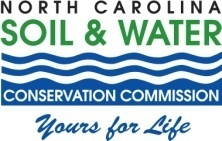 NORTH CAROLINA
SOIL & WATER
CONSERVATION COMMISSION
Yours for Life